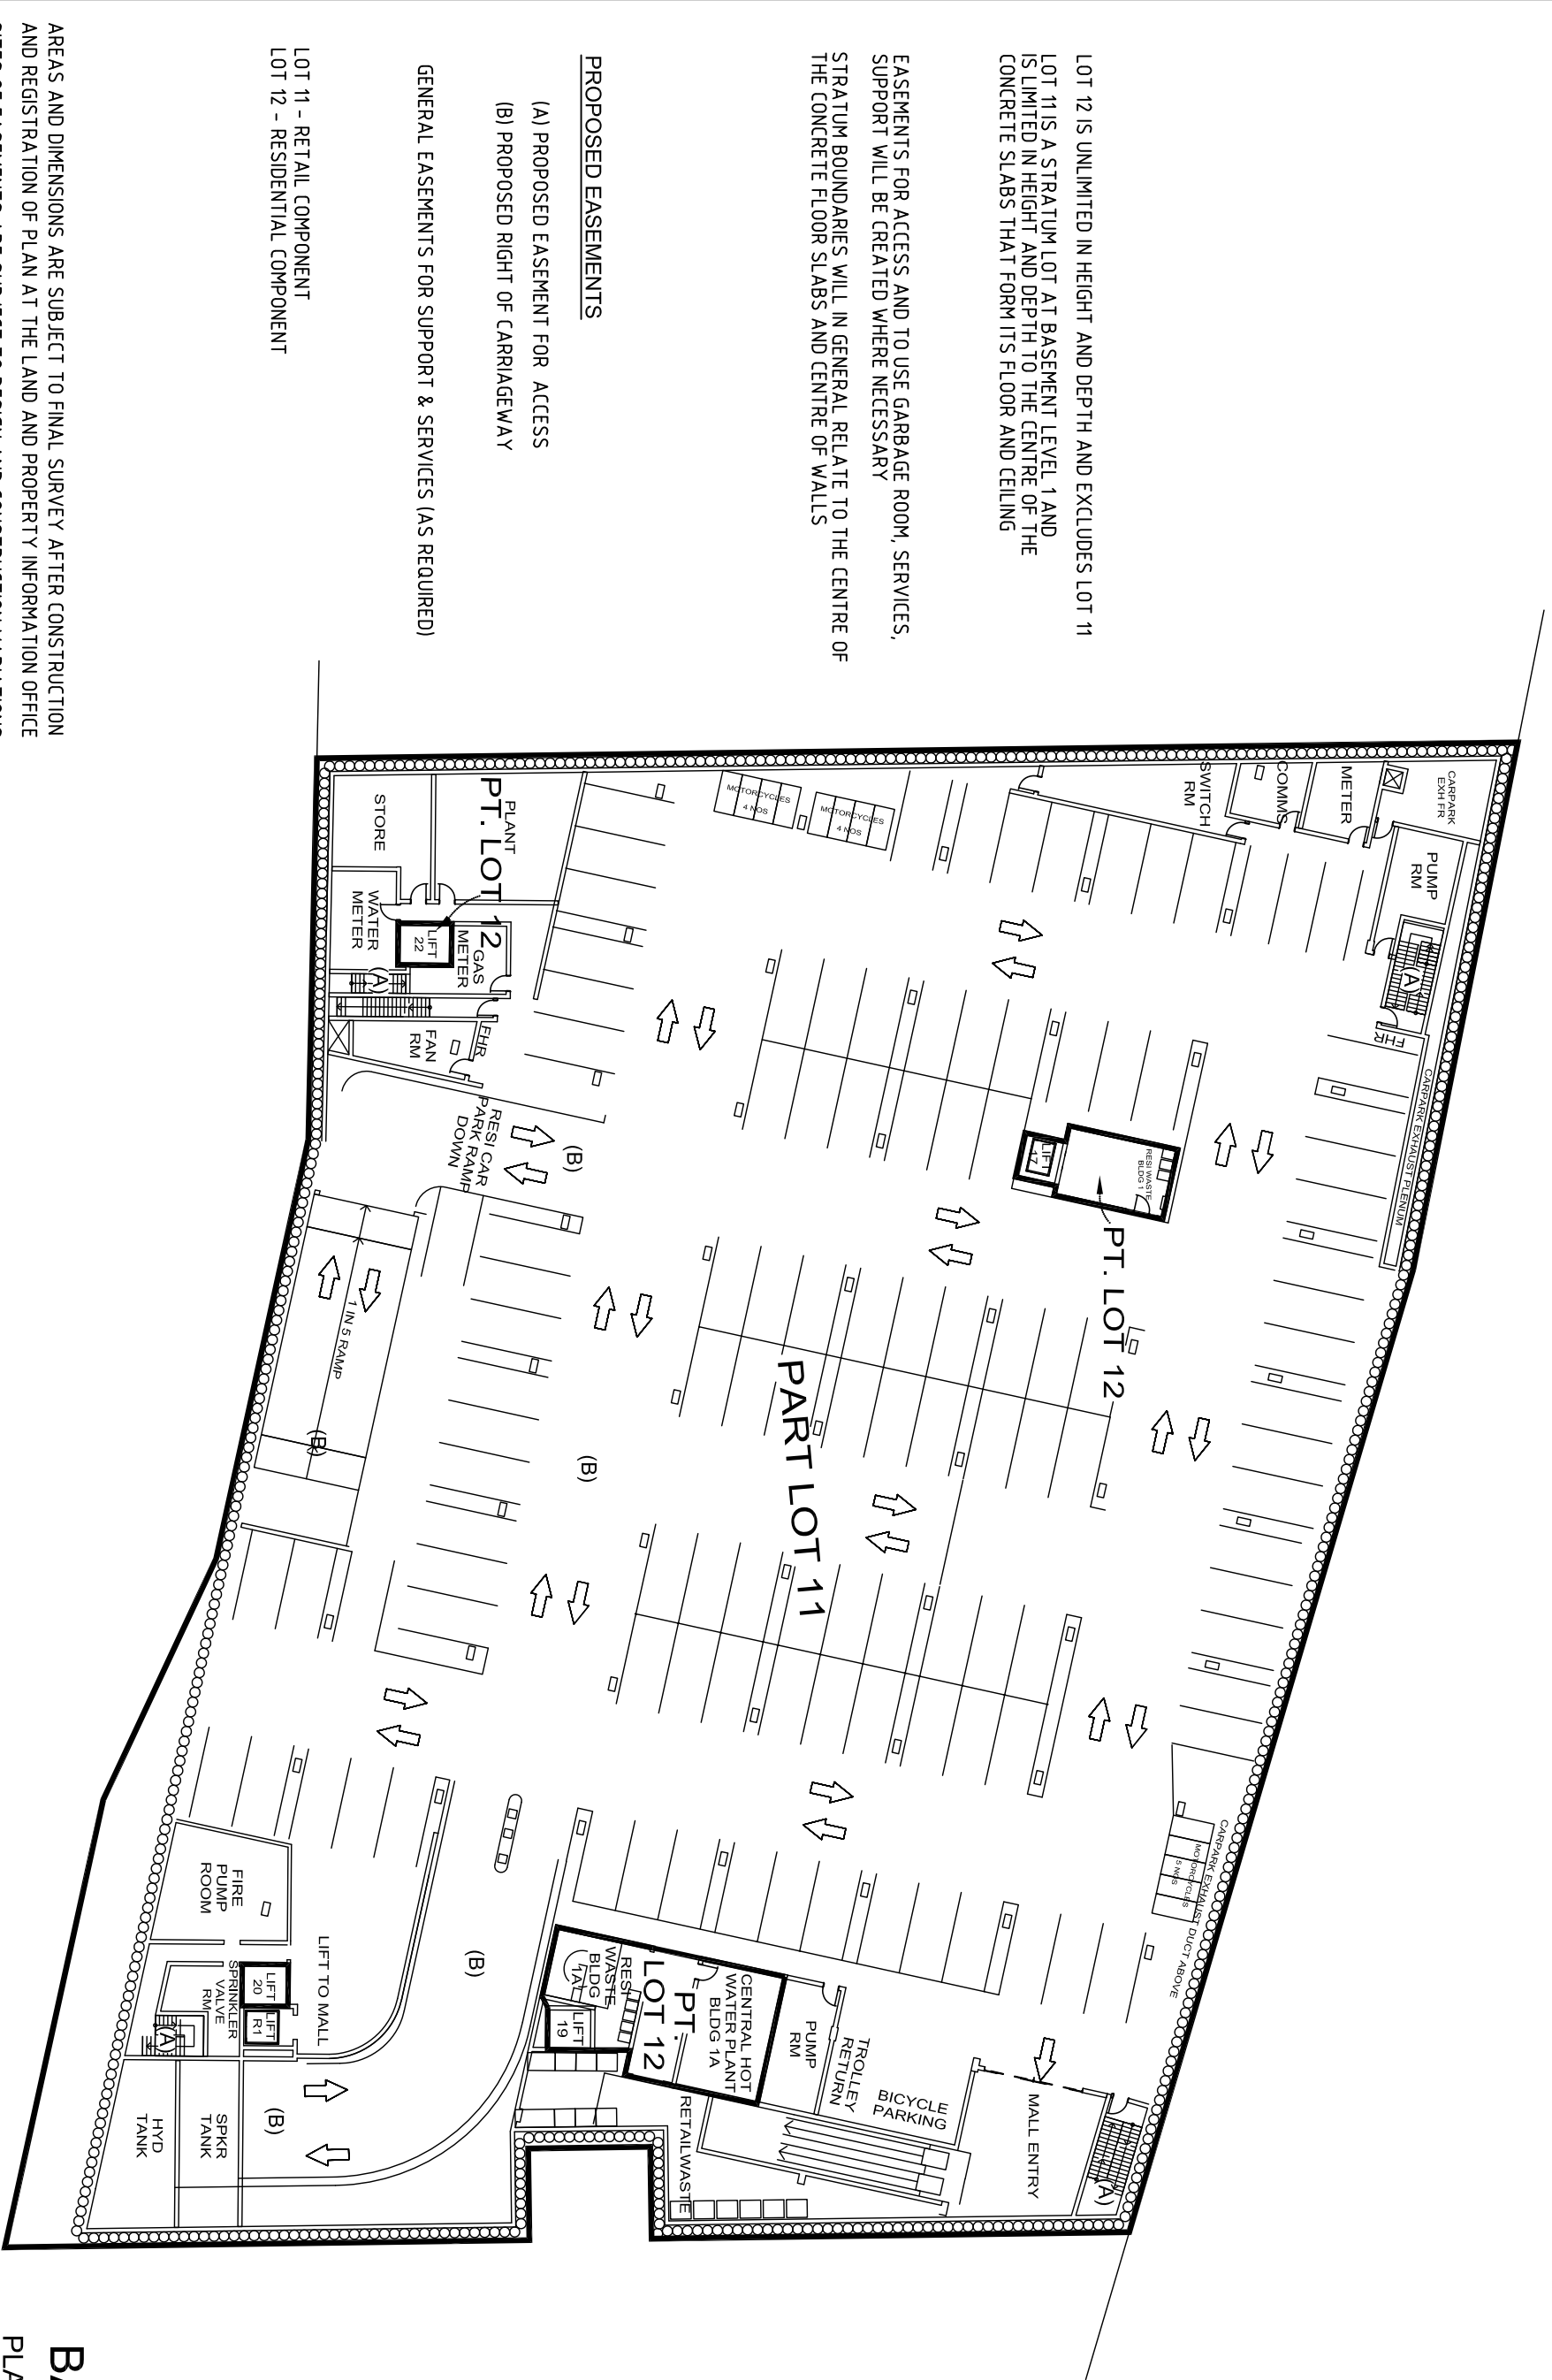 LOT 12 IS UNLIMITED IN HEIGHT AND DEPTH AND EXCLUDES LOT 11
LOT 11 IS A STRATUM LOT AT BASEMENT LEVEL 1 AND
IS LIMITED IN HEIGHT AND DEPTH TO THE CENTRE OF THE
CONCRETE SLABS THAT FORM ITS FLOOR AND CEILING
EASEMENTS FOR ACCESS AND TO USE GARBAGE ROOM, SERVICES,
SUPPORT WILL BE CREATED WHERE NECESSARY
STRATUM BOUNDARIES WILL IN GENERAL RELATE TO THE CENTRE OF
THE CONCRETE FLOOR SLABS AND CENTRE OF WALLS
PROPOSED EASEMENTS
(A) PROPOSED EASEMENT FOR ACCESS
(B) PROPOSED RIGHT OF CARRIAGEWAY
GENERAL EASEMENTS FOR SUPPORT & SERVICES (AS REQUIRED)
LOT 11 - RETAIL COMPONENT
LOT 12 - RESIDENTIAL COMPONENT
AREAS AND DIMENSIONS ARE SUBJECT TO FINAL SURVEY AFTER CONSTRUCTION
AND REGISTRATION OF PLAN AT THE LAND AND PROPERTY INFORMATION OFFICE
CARPARK
EXH FR
METER
COMMS
SWITCH
RM
PUMP
RM
(A)
FHR
CARPARK EXHAUST PLENUM
MOTORCYCLES
4 NOS
MOTORCYCLES
4 NOS
PLANT
PT. LOT 12
STORE
WATER
METER
LIFT
22
GAS
METER
(A)
FAN
RM
FHR
RESI CAR
PARK RAMP
DOWN
(B)
1 IN 5 RAMP
(B)
(B)
LIFT
17
RESI WASTE
BLDG 1
PT. LOT 12
PART LOT 11
CARPARK EXHAUST DUCT ABOVE
MOTORCYCLES
5 NOS
FIRE
PUMP
ROOM
LIFT TO MALL
LIFT
20
LIFT
R1
SPRINKLER
VALVE
RM
(A)
HYD
TANK
SPKR
TANK
(B)
(B)
RESI
WASTE
BLDG
1A
LIFT
19
PT.
LOT 12
CENTRAL HOT
WATER PLANT
BLDG 1A
PUMP
RM
TROLLEY
RETURN
BICYCLE
PARKING
RETAILWASTE
MALL ENTRY
(A)